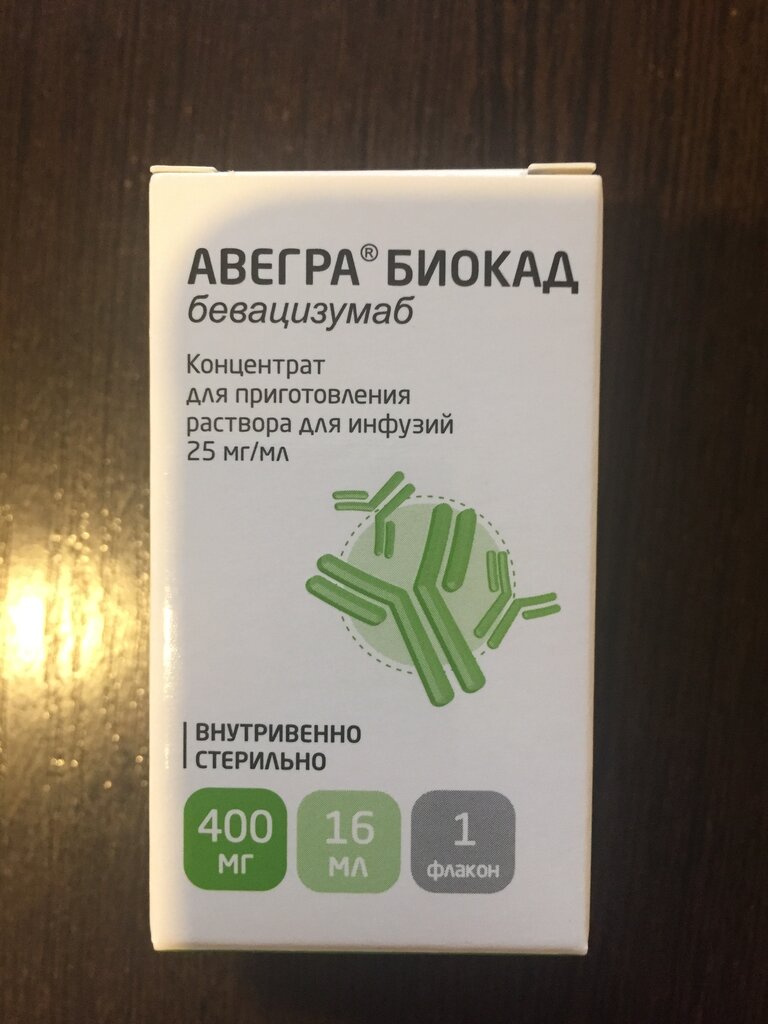 АВЕГРА® БИОКАД
бевацизумаб
Концентрат
для приготовления
раствора для инфузий
25 мг/мл
ВНУТРИВЕННО
СТЕРИЛЬНО
400 16 1
мг мл флакон